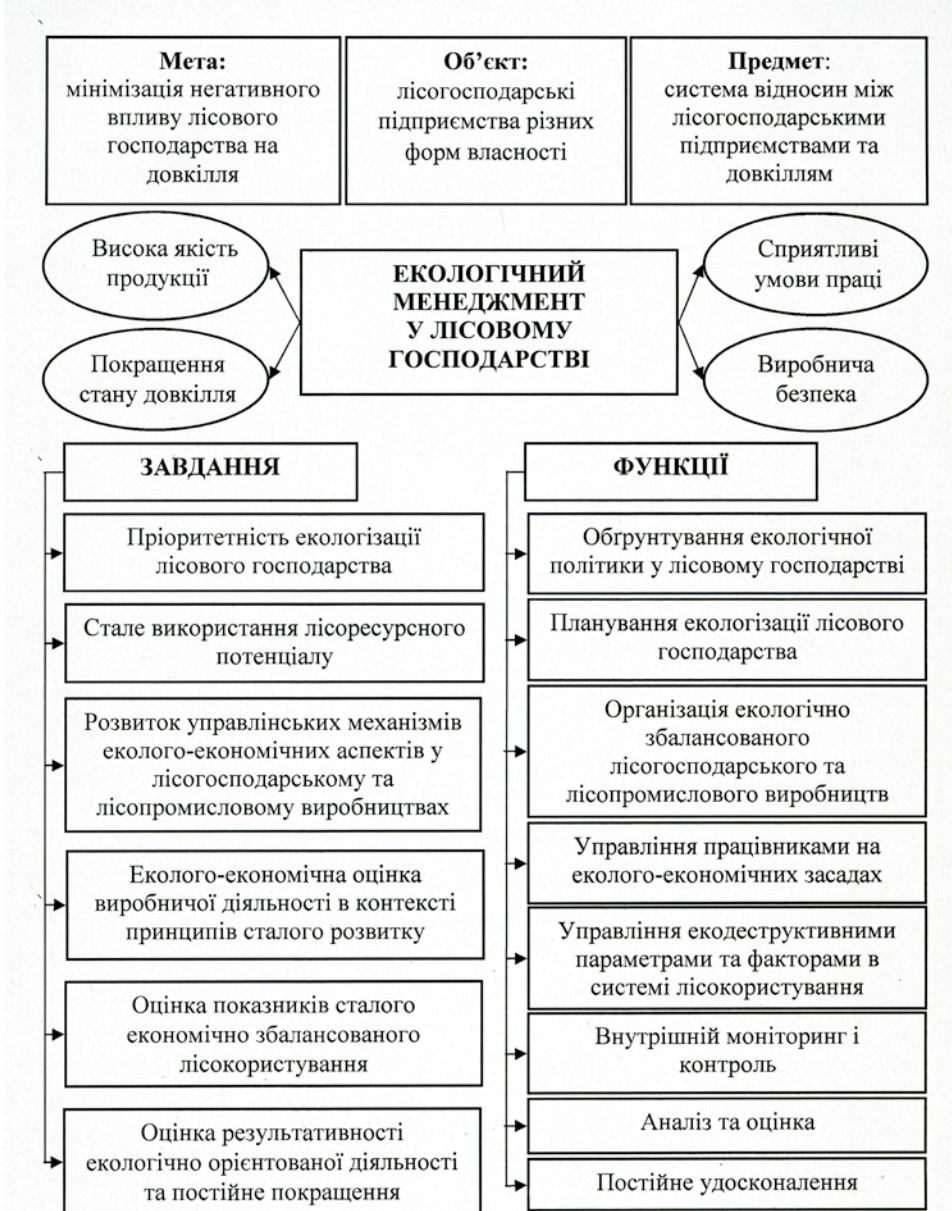 Мета:
мінімізація негативного
впливу лісового
господарства на
довкілля
Об’єкт:
лісогосподарські
підприємства різних
форм власності
Предмет:
система відносин між
лісогосподарськими
підприємствами та
довкіллям
Висока якість
продукції
Покращення
стану довкілля
ЕКОЛОГІЧНИЙ
МЕНЕДЖМЕНТ
У ЛІСОВОМУ
ГОСПОДАРСТВІ
Сприятливі
умови праці
Виробнича
безпека
ЗАВДАННЯ
Пріоритетність екологізації
лісового господарства
Стале використання лісоресурсного
потенціалу
Розвиток управлінських механізмів
еколого-економічних аспектів у
лісогосподарському та
лісопромисловому виробництвах
Еколого-економічна оцінка
виробничої діяльності в контексті
принципів сталого розвитку
Оцінка показників сталого
економічно збалансованого
лісокористування
Оцінка результативності
екологічно орієнтованої діяльності
та постійне покращення
ФУНКЦІЇ
Обґрунтування екологічної
політики у лісовому господарстві
Планування екологізації лісового
господарства
Організація екологічно
збалансованого
лісогосподарського та
лісопромислового виробництв
Управління працівниками на
еколого-економічних засадах
Управління екодеструктивними
параметрами та факторами в
системі лісокористування
Внутрішній моніторинг і
контроль
Аналіз та оцінка
Постійне удосконалення